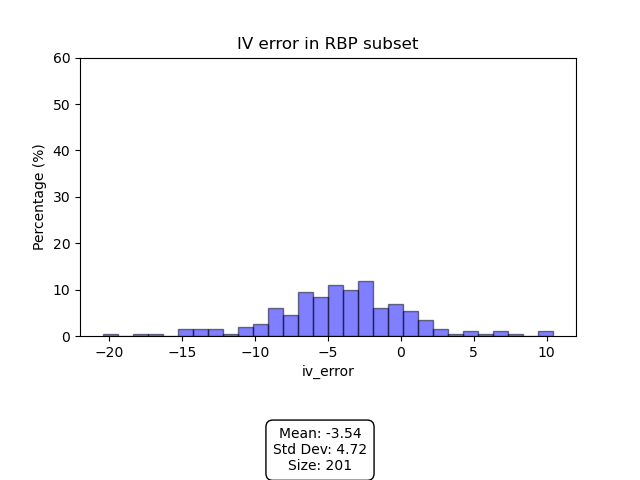 IV error in RBP subset
60
50
40
30
20
10
0
Percentage (%)
−20
−15
−10
−5
0
5
10
iv_error
Mean: -3.54
Std Dev: 4.72
Size: 201